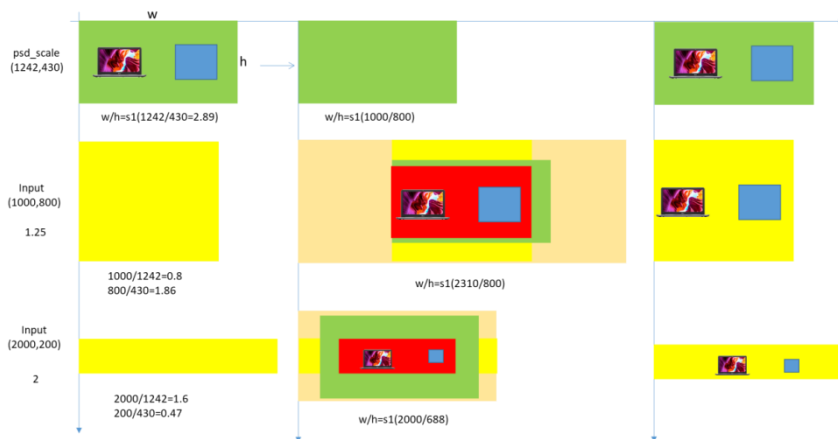 w
psd_scale
(1242,430)
h
w/h=s1(1242/430=2.89)
w/h=s1(1000/800)
Input
(1000,800)
1.25
1000/1242=0.8
800/430=1.86
w/h=s1(2310/800)
Input
(2000,200)
2
2000/1242=1.6
200/430=0.47
w/h=s1(2000/688)